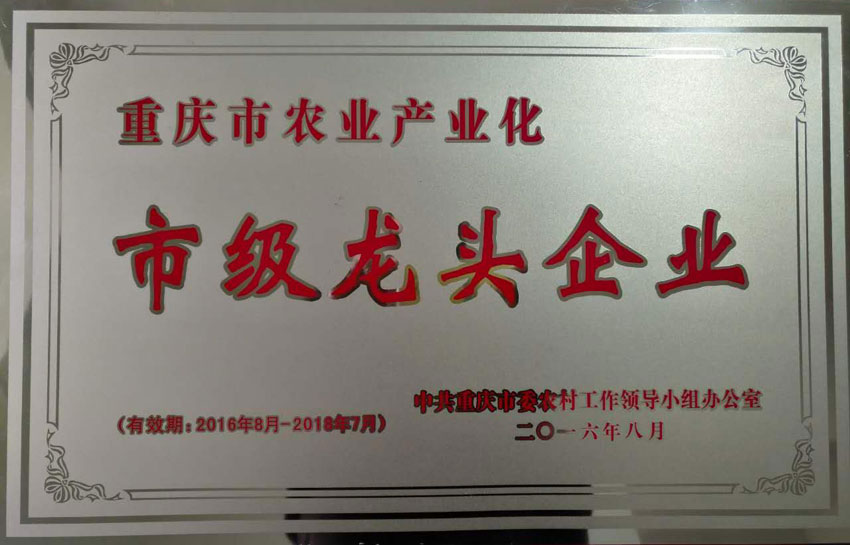 重庆市农业产业化
市级龙头企业
(有效期：2016年8月-2018年7月)
中共重庆市委农村工作领导小组办公室
二〇一六年八月